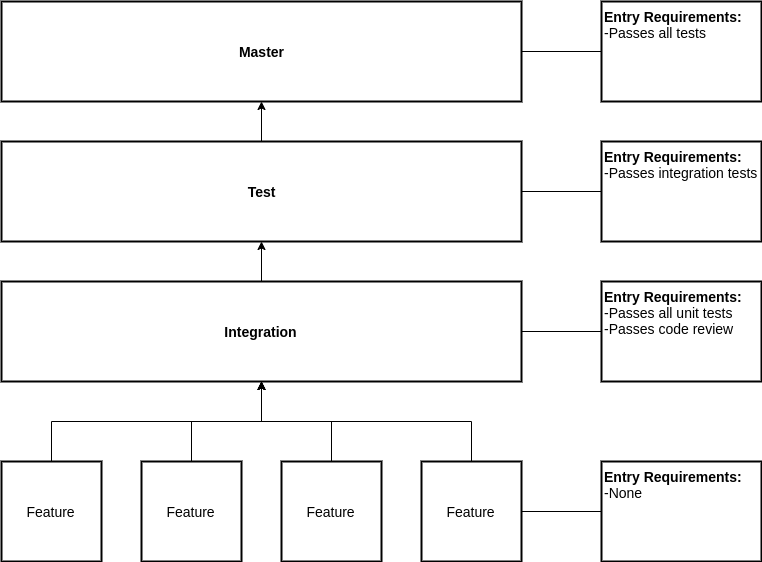 Master
Entry Requirements:
-Passes all tests
Test
Entry Requirements:
-Passes integration tests
Integration
Entry Requirements:
-Passes all unit tests
-Passes code review
Feature
Feature
Feature
Feature
Entry Requirements:
-None